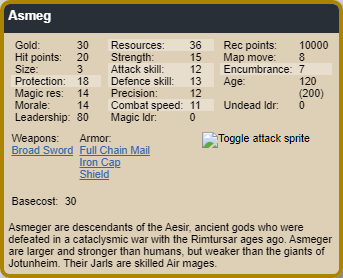 Asmeg
Gold: 30 Resources: 36 Rec points: 10000
Hit points: 20 Strength: 15 Map move: 8
Size: 3 Attack skill: 12 Encumbrance: 7
Protection: 18 Defence skill: 13 Age: 120
Magic res: 14 Precision: 12 (200)
Morale: 14 Combat speed: 11 Undead ldr: 0
Leadership: 80 Magic ldr: 0
Weapons: Armor: Toggle attack sprite
Broad Sword Full Chain Mail
Iron Cap
Shield
Basecost: 30
Asmeger are descendants of the Aesir, ancient gods who were
defeated in a cataclysmic war with the Rimtursar ages ago. Asmeger
are larger and stronger than humans, but weaker than the giants of
Jotunheim. Their Jarls are skilled Air mages.